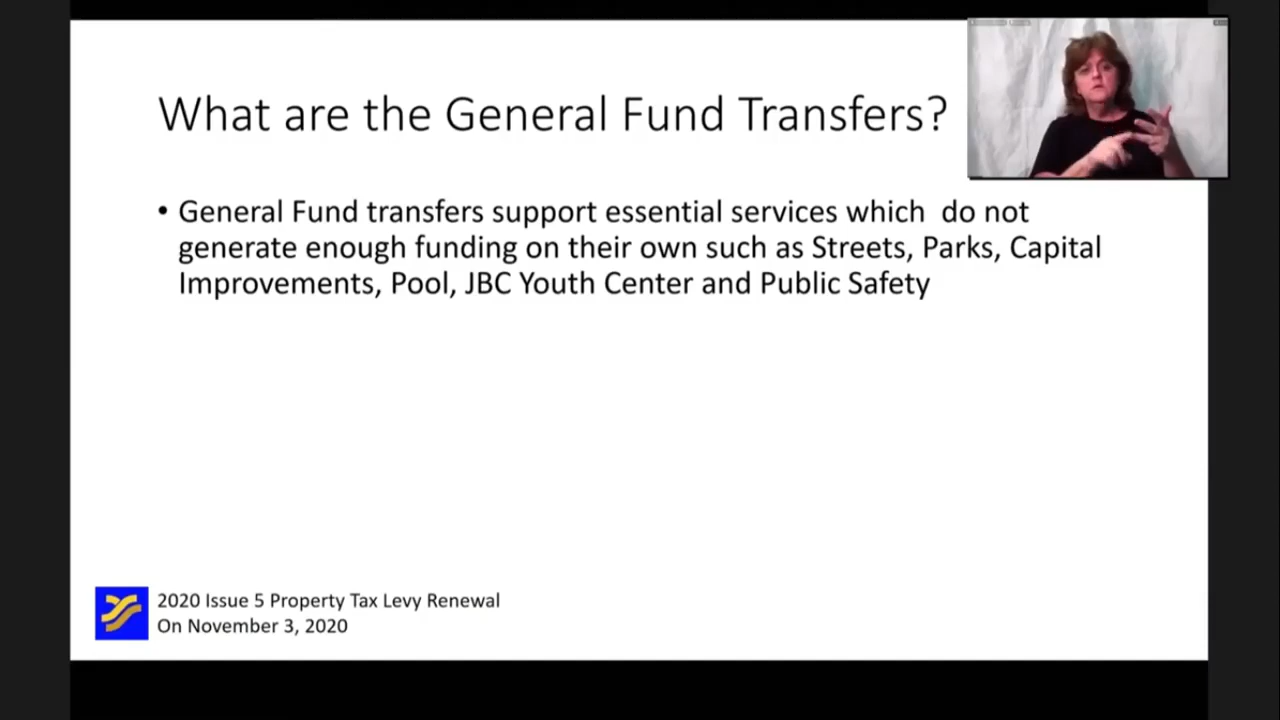 What are the General Fund Transfers?
• General Fund transfers support essential services which  do not
generate enough funding on their own such as Streets, Parks, Capital
Improvements, Pool, JBC Youth Center and Public Safety
2020 Issue 5 Property Tax Levy Renewal
On November 3, 2020